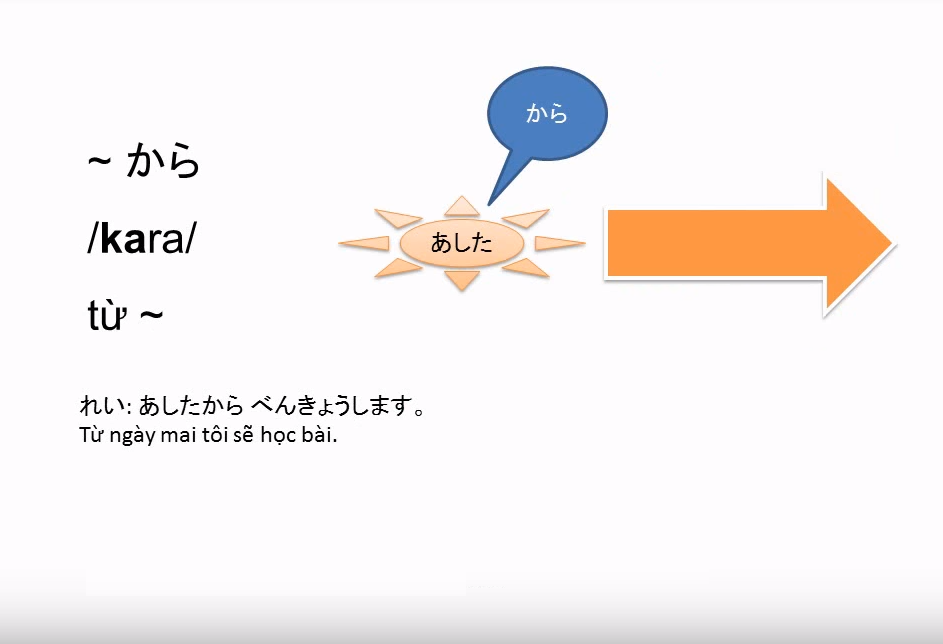 ~ から
/kara/
từ ~
から
あした
れい: あしたから べんきょうします。
Từ ngày mai tôi sẽ học bài.